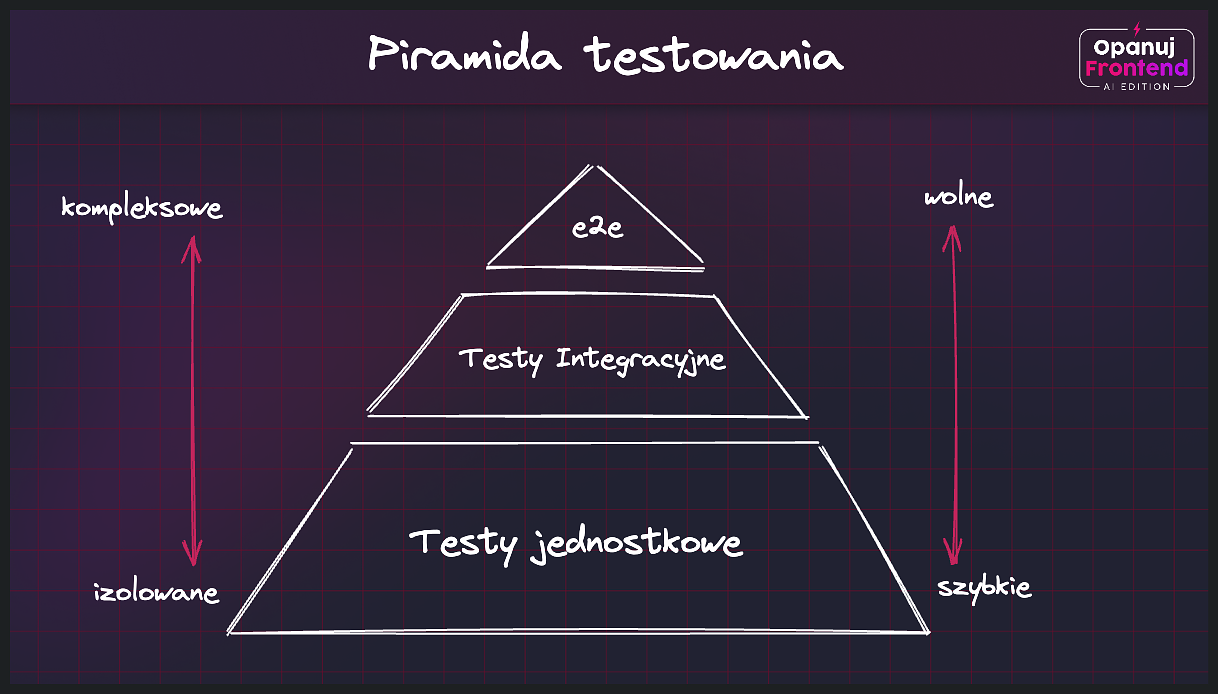 Piramida testowania
Opanuj
Frontend
AI EDITION
kompleksowe
wolne
e2e
Testy Integracyjne
Testy jednostkowe
izolowane
szybkie